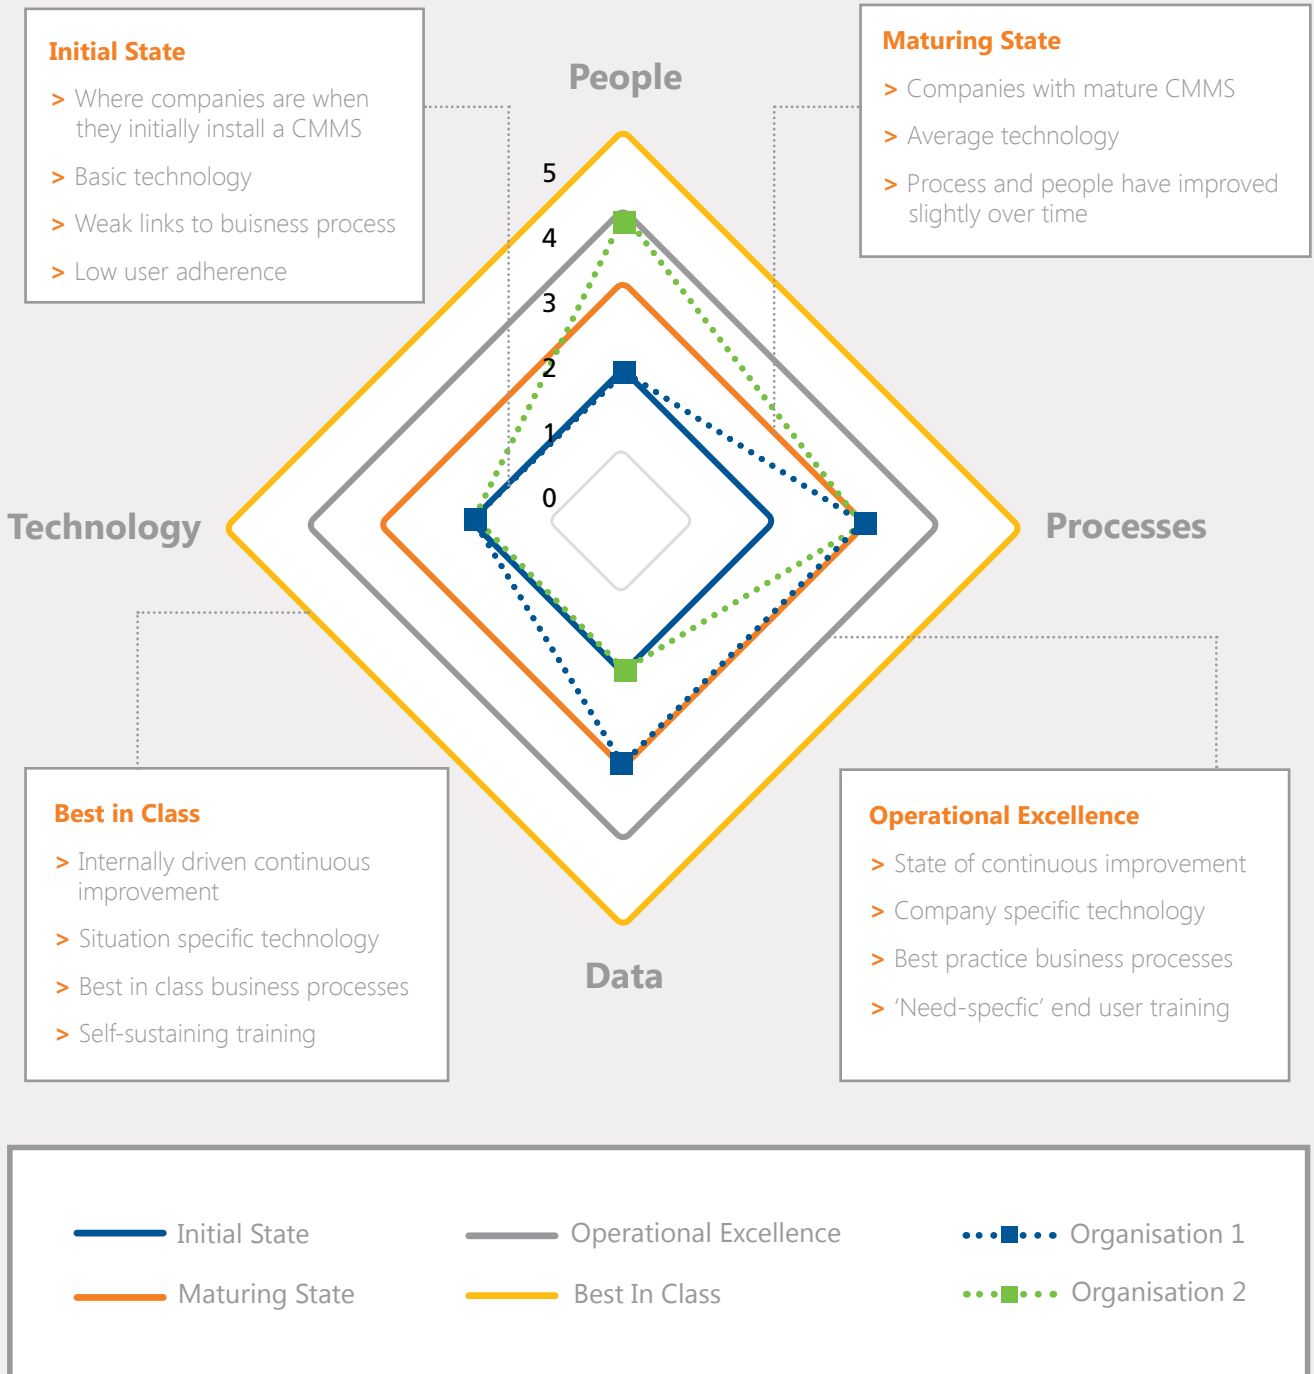 Initial State
> Where companies are when
they initially install a CMMS
> Basic technology
> Weak links to buisness process
> Low user adherence
Maturing State
> Companies with mature CMMS
> Average technology
> Process and people have improved
slightly over time
People
5
4
3
2
1
0
Technology
Processes
Data
Best in Class
> Internally driven continuous
improvement
> Situation specific technology
> Best in class business processes
> Self-sustaining training
Operational Excellence
> State of continuous improvement
> Company specific technology
> Best practice business processes
> ‘Need-specfic’ end user training
Initial State
Operational Excellence
Organisation 1
Maturing State
Best In Class
Organisation 2